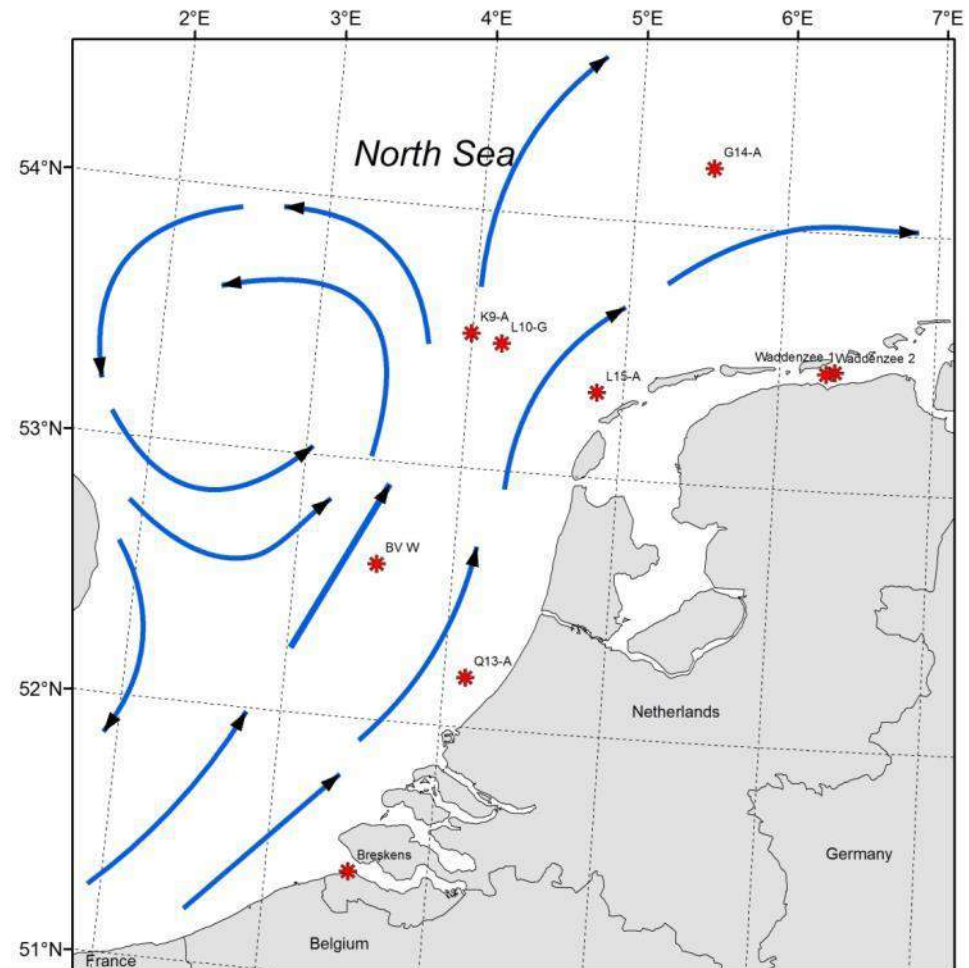 2°E
3°E
4°E
5°E
6°E
7°E
North Sea
54°N
G14-A
K9-A
L10-G
Waddenzee 1
Waddenzee 2
L15-A
53°N
BV W
Q13-A
52°N
Netherlands
Breskens
Germany
51°N
Belgium
France